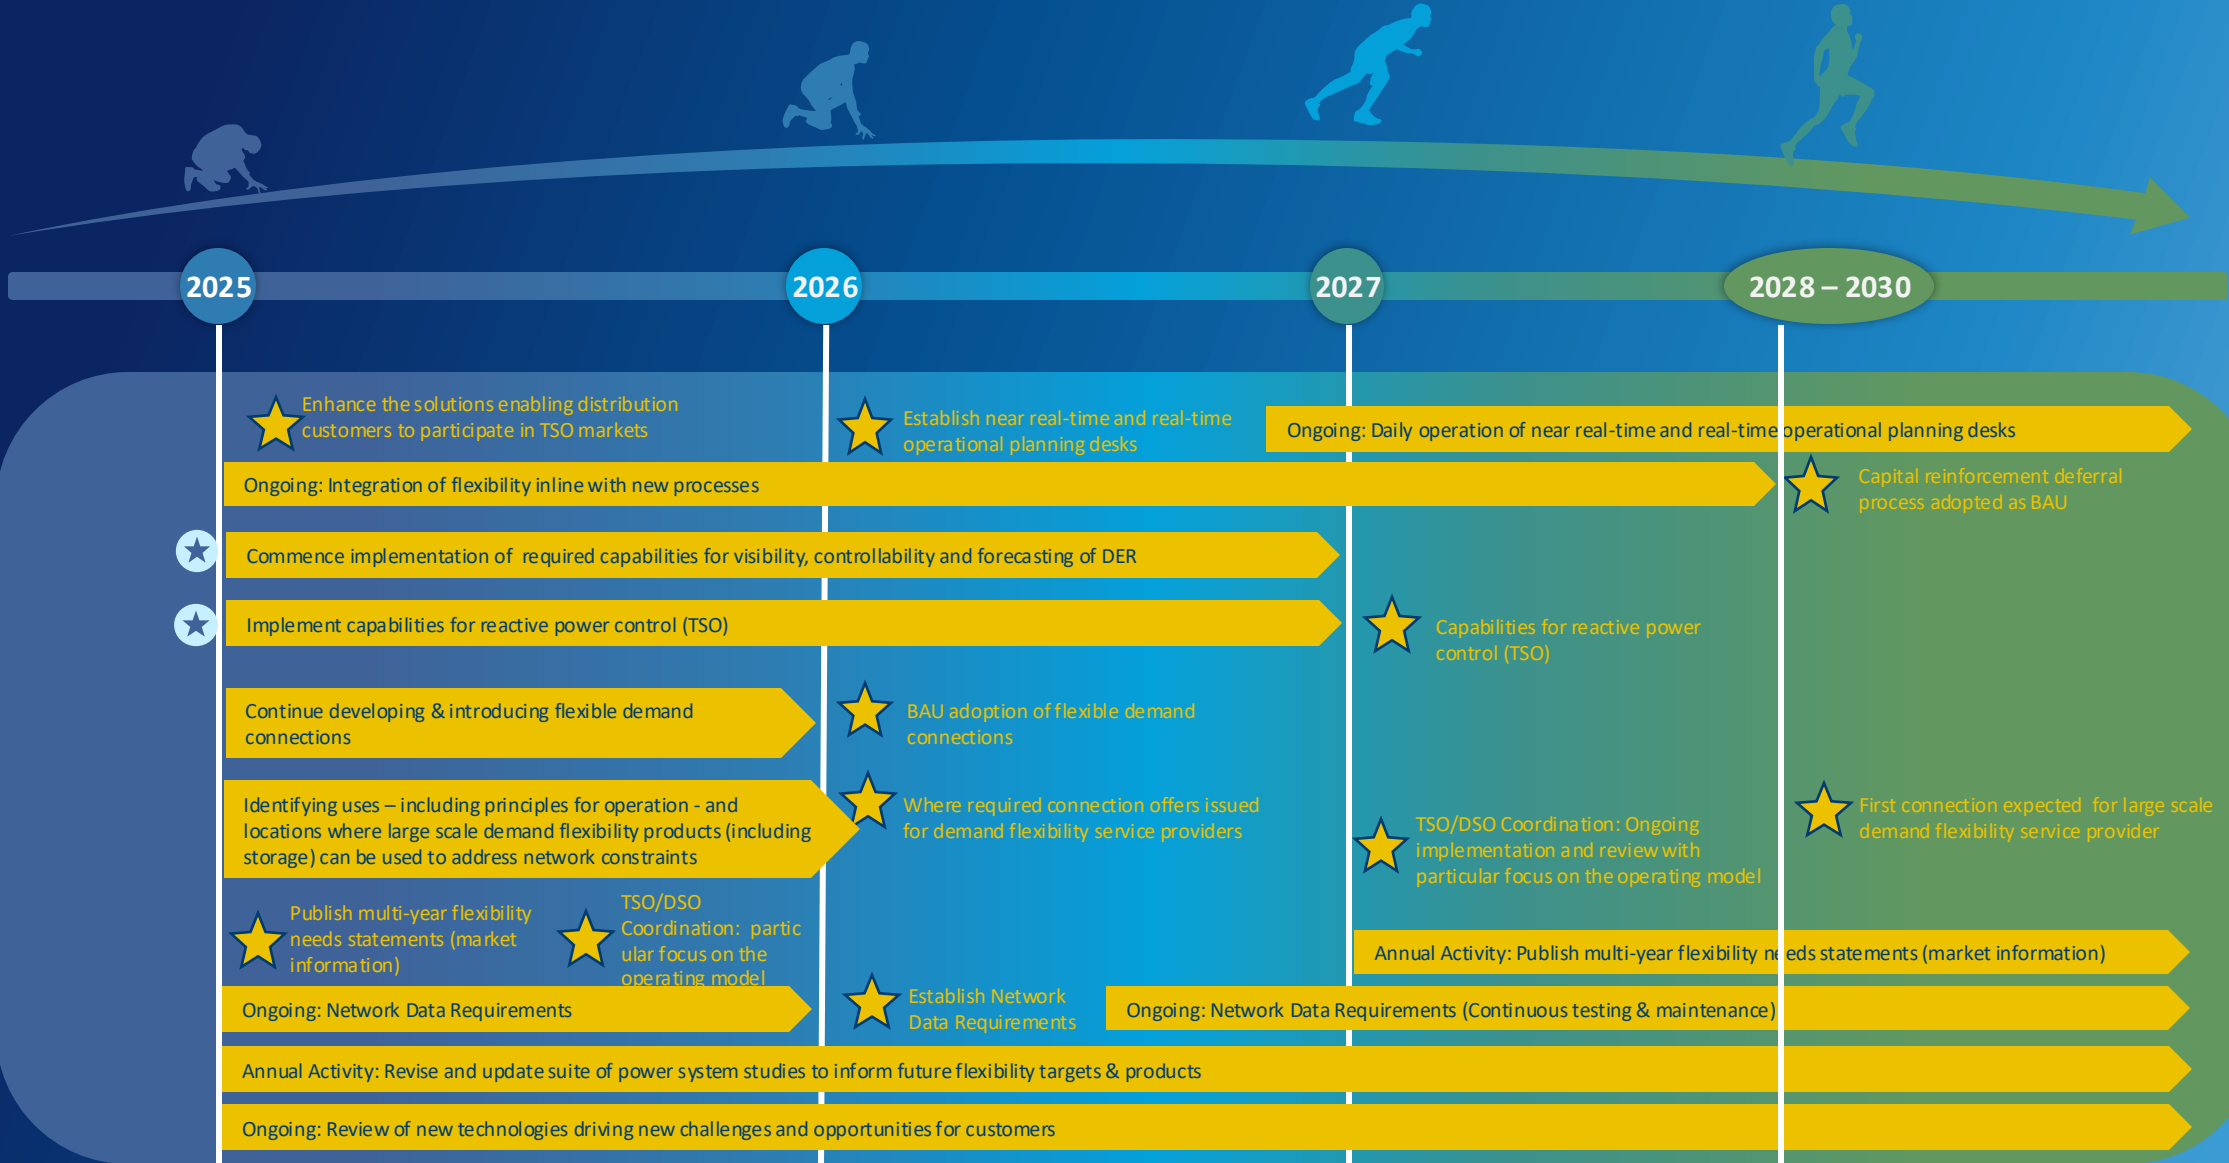 2025
2026
2027
2028 – 2030
Enhance the solutions enabling distribution
customers to participate in TSO markets
Establish near real-time and real-time
operational planning desks
Ongoing: Daily operation of near real-time and real-time operational planning desks
Ongoing: Integration of flexibility inline with new processes
Capital reinforcement deferral
process adopted as BAU
Commence implementation of required capabilities for visibility, controllability and forecasting of DER
Implement capabilities for reactive power control (TSO)
Capabilities for reactive power
control (TSO)
Continue developing & introducing flexible demand
connections
BAU adoption of flexible demand
connections
Identifying uses – including principles for operation - and
locations where large scale demand flexibility products (including
storage) can be used to address network constraints
Where required connection offers issued
for demand flexibility service providers
TSO/DSO Coordination: Ongoing
implementation and review with
particular focus on the operating model
First connection expected for large scale
demand flexibility service provider
Publish multi-year flexibility
needs statements (market
information)
TSO/DSO
Coordination: partic
ular focus on the
operating model
Annual Activity: Publish multi-year flexibility needs statements (market information)
Ongoing: Network Data Requirements
Establish Network
Data Requirements
Ongoing: Network Data Requirements (Continuous testing & maintenance)
Annual Activity: Revise and update suite of power system studies to inform future flexibility targets & products
Ongoing: Review of new technologies driving new challenges and opportunities for customers